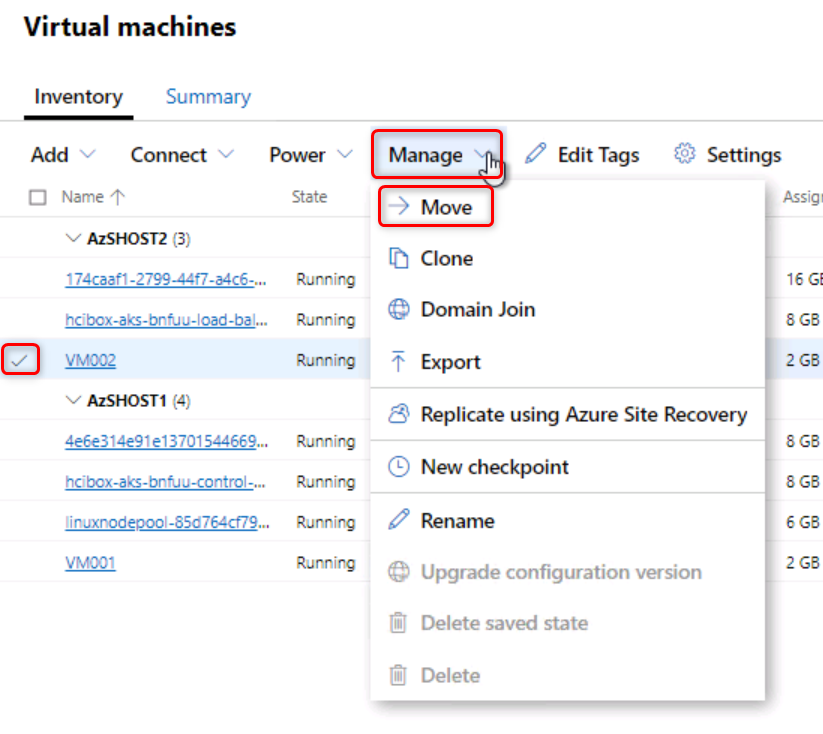 Virtual machines
Inventory Summary
Add Connect Power Manage Edit Tags Settings
Name State Assign
Move
AzSHOST2 (3)
Clone
174caaf1-2799-44f7-a4c6-... Running 16 GB
Domain Join
hcibox-aks-bnfuu-load-bal... Running 8 GB
VM002 Running 2 GB
Export
AzSHOST1 (4)
Replicate using Azure Site Recovery
4e6e314e91e13701544669... Running 8 GB
New checkpoint
hcibox-aks-bnfuu-control-... Running 8 GB
linuxnodepool-85d764cf79... Running 6 GB
Rename
VM001 Running 2 GB
Upgrade configuration version
Delete saved state
Delete